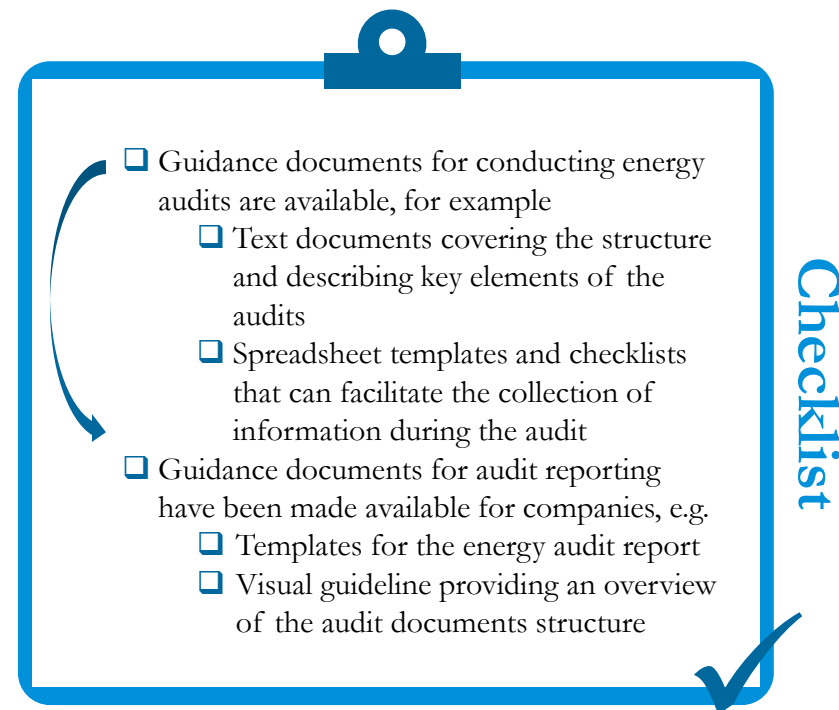 ❑ Guidance documents for conducting energy
audits are available, for example
❑ Text documents covering the structure
and describing key elements of the
audits
❑ Spreadsheet templates and checklists
that can facilitate the collection of
information during the audit
❑ Guidance documents for audit reporting
have been made available for companies, e.g.
❑ Templates for the energy audit report
❑ Visual guideline providing an overview
of the audit documents structure
Checklist